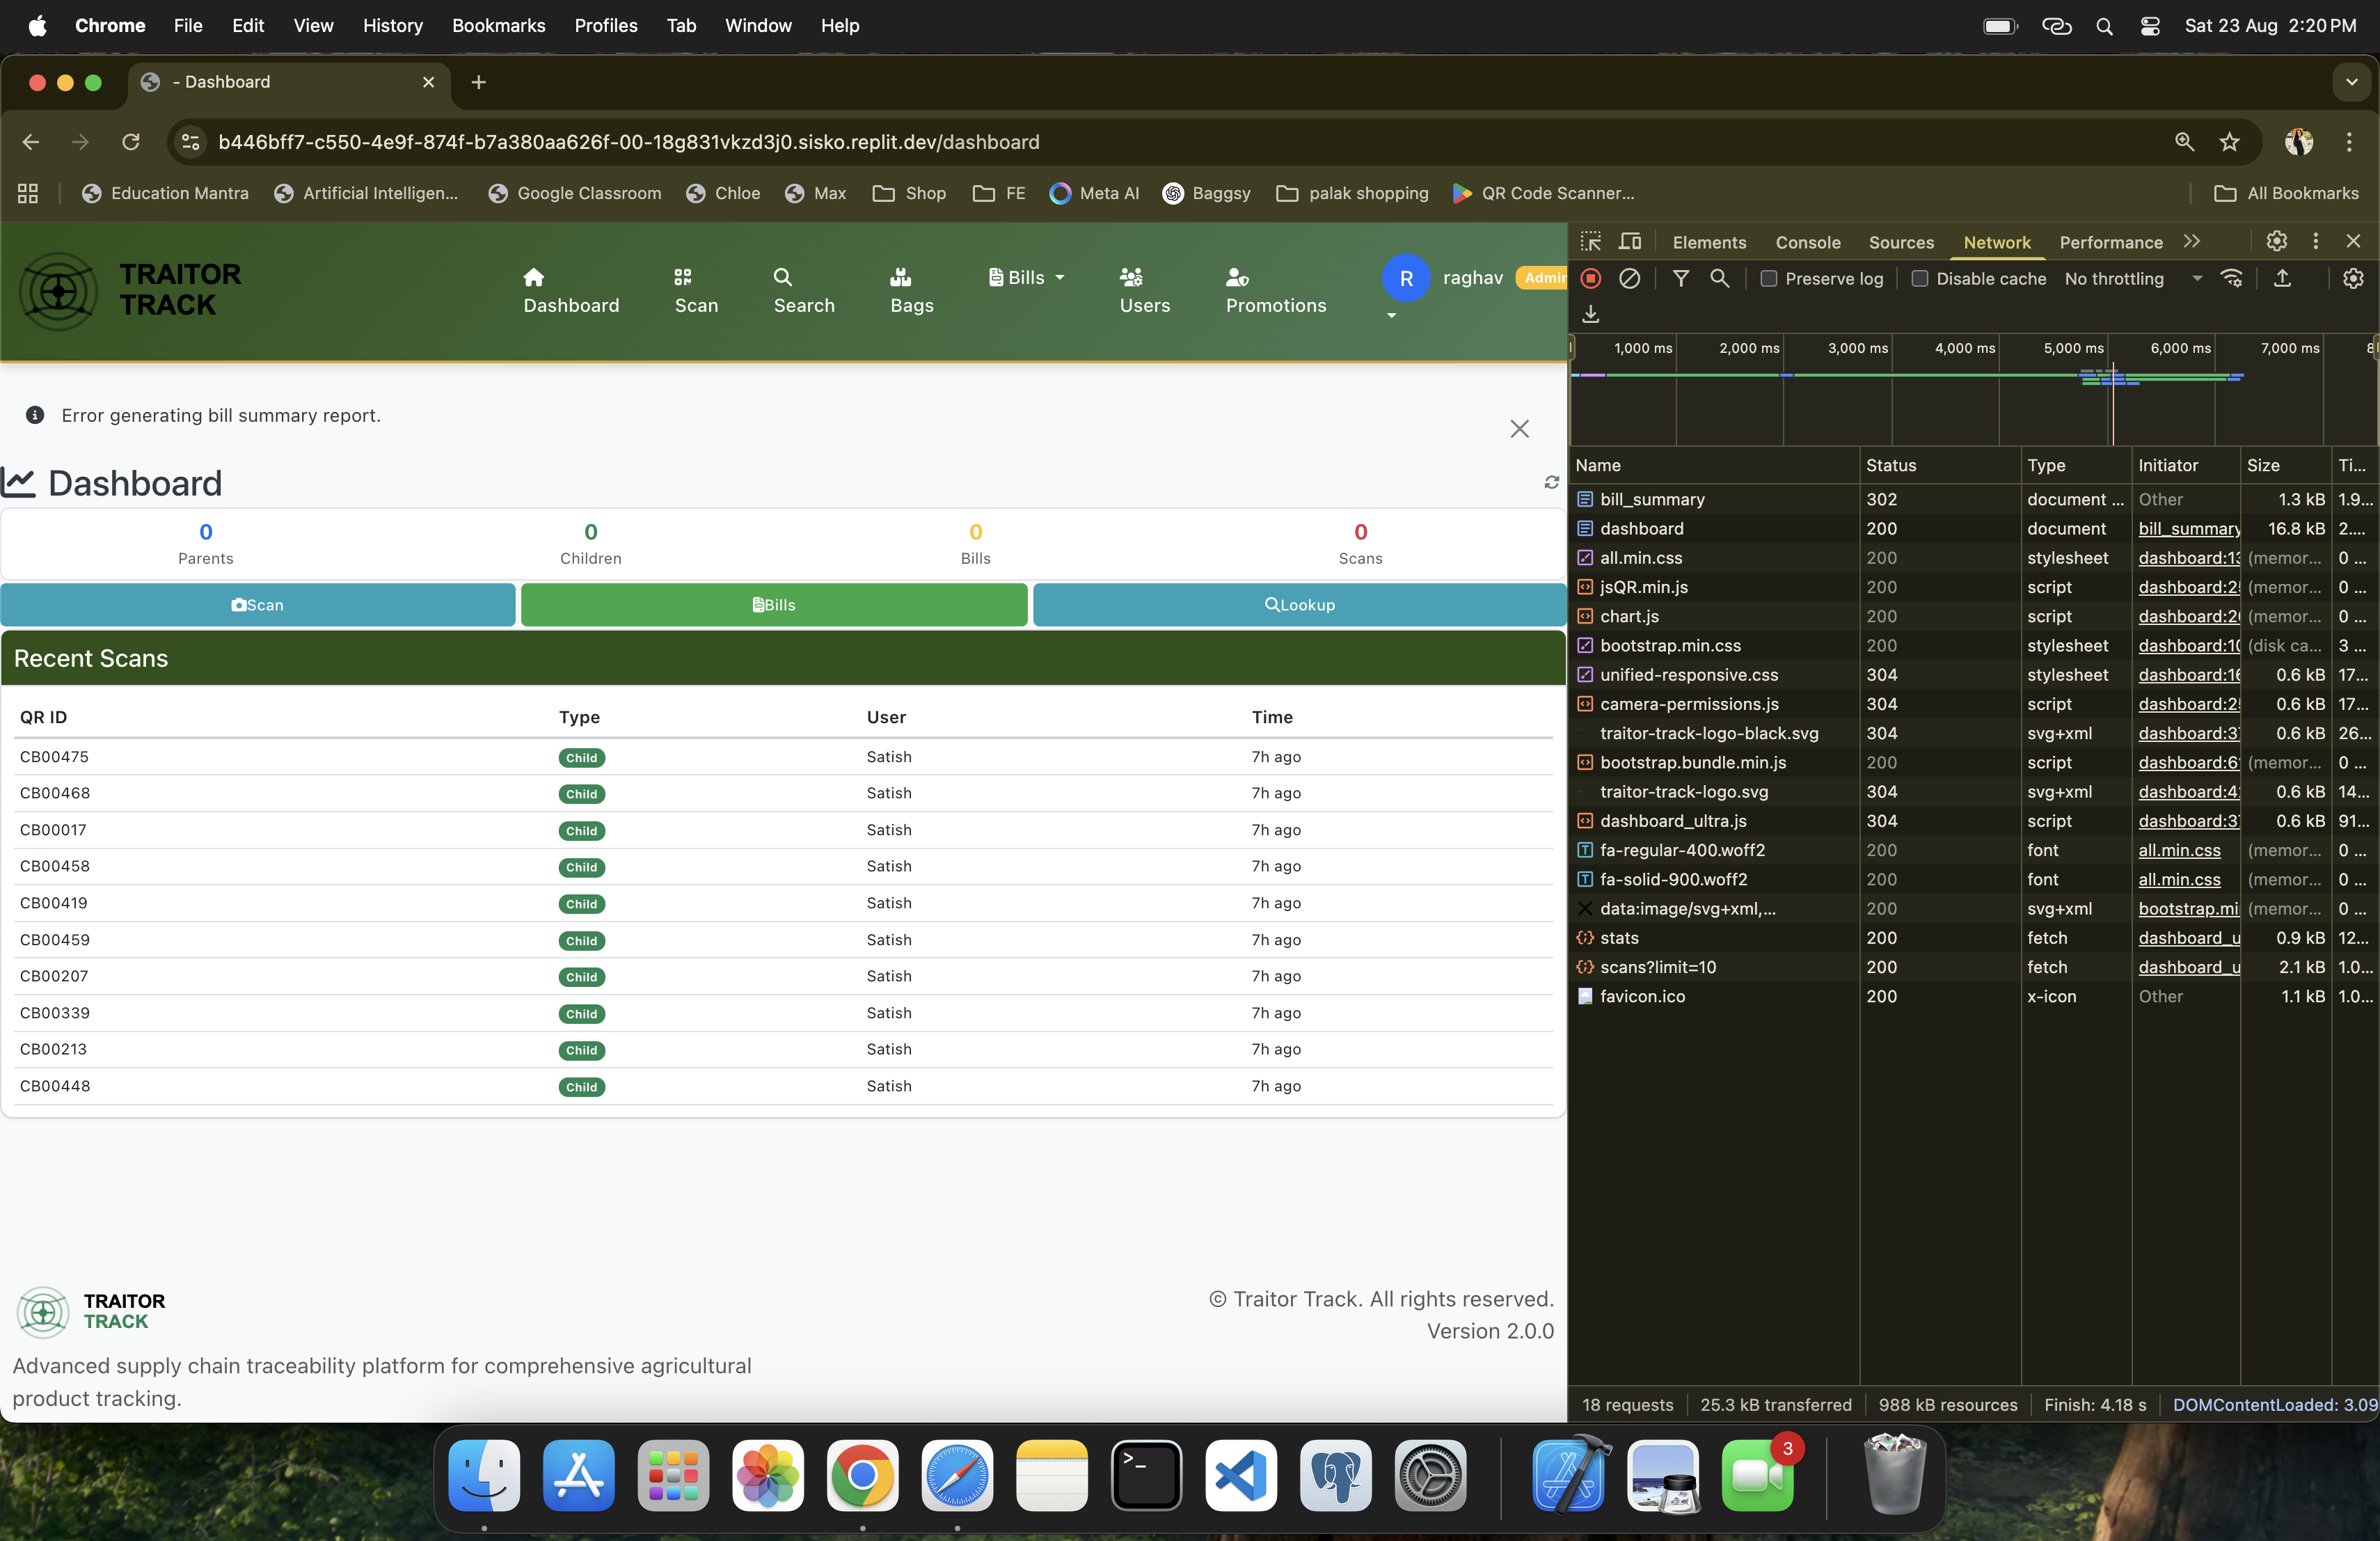 Chrome File Edit View History Bookmarks Profiles Tab Window Help Sat 23 Aug 2:20 PM
- Dashboard
b446bff7-c550-4e9f-874f-b7a380aa626f-00-18g831vkzd3j0.sisko.replit.dev/dashboard
Education Mantra Artificial Intelligen... Google Classroom Chloe Max Shop FE Meta AI Baggsy palak shopping QR Code Scanner... All Bookmarks
TRAITOR
TRACK
Dashboard Scan Search Bags Bills Users Promotions R raghav Admin
Error generating bill summary report.
Dashboard
0 0 0 0
Parents Children Bills Scans
Scan Bills Lookup
Recent Scans
QR ID Type User Time
CB00475 Child Satish 7h ago
CB00468 Child Satish 7h ago
CB00017 Child Satish 7h ago
CB00458 Child Satish 7h ago
CB00419 Child Satish 7h ago
CB00459 Child Satish 7h ago
CB00207 Child Satish 7h ago
CB00339 Child Satish 7h ago
CB00213 Child Satish 7h ago
CB00448 Child Satish 7h ago
TRAITOR
TRACK
Advanced supply chain traceability platform for comprehensive agricultural
product tracking.
© Traitor Track. All rights reserved.
Version 2.0.0
Elements Console Sources Network Performance
Preserve log Disable cache No throttling
1,000 ms 2,000 ms 3,000 ms 4,000 ms 5,000 ms 6,000 ms 7,000 ms 8
Name Status Type Initiator Size Ti...
bill_summary 302 document ... Other 1.3 kB 1.9...
dashboard 200 document bill_summary 16.8 kB 2....
all.min.css 200 stylesheet dashboard:13 (memor... 0 ...
jsQR.min.js 200 script dashboard:2 (memor... 0 ...
chart.js 200 script dashboard:2 (memor... 0 ...
bootstrap.min.css 200 stylesheet dashboard:10 (disk ca... 3 ...
unified-responsive.css 304 stylesheet dashboard:16 0.6 kB 17...
camera-permissions.js 304 script dashboard:2 0.6 kB 17...
traitor-track-logo-black.svg 304 svg+xml dashboard:3 0.6 kB 26...
bootstrap.bundle.min.js 200 script dashboard:6 (memor... 0 ...
traitor-track-logo.svg 304 svg+xml dashboard:4 0.6 kB 14...
dashboard_ultra.js 304 script dashboard:3 0.6 kB 91...
fa-regular-400.woff2 200 font all.min.css (memor... 0 ...
fa-solid-900.woff2 200 font all.min.css (memor... 0 ...
data:image/svg+xml,... 200 svg+xml bootstrap.mi (memor... 0 ...
stats 200 fetch dashboard_u 0.9 kB 12...
scans?limit=10 200 fetch dashboard_u 2.1 kB 1.0...
favicon.ico 200 x-icon Other 1.1 kB 1.0...
18 requests 25.3 kB transferred 988 kB resources Finish: 4.18 s DOMContentLoaded: 3.09
3